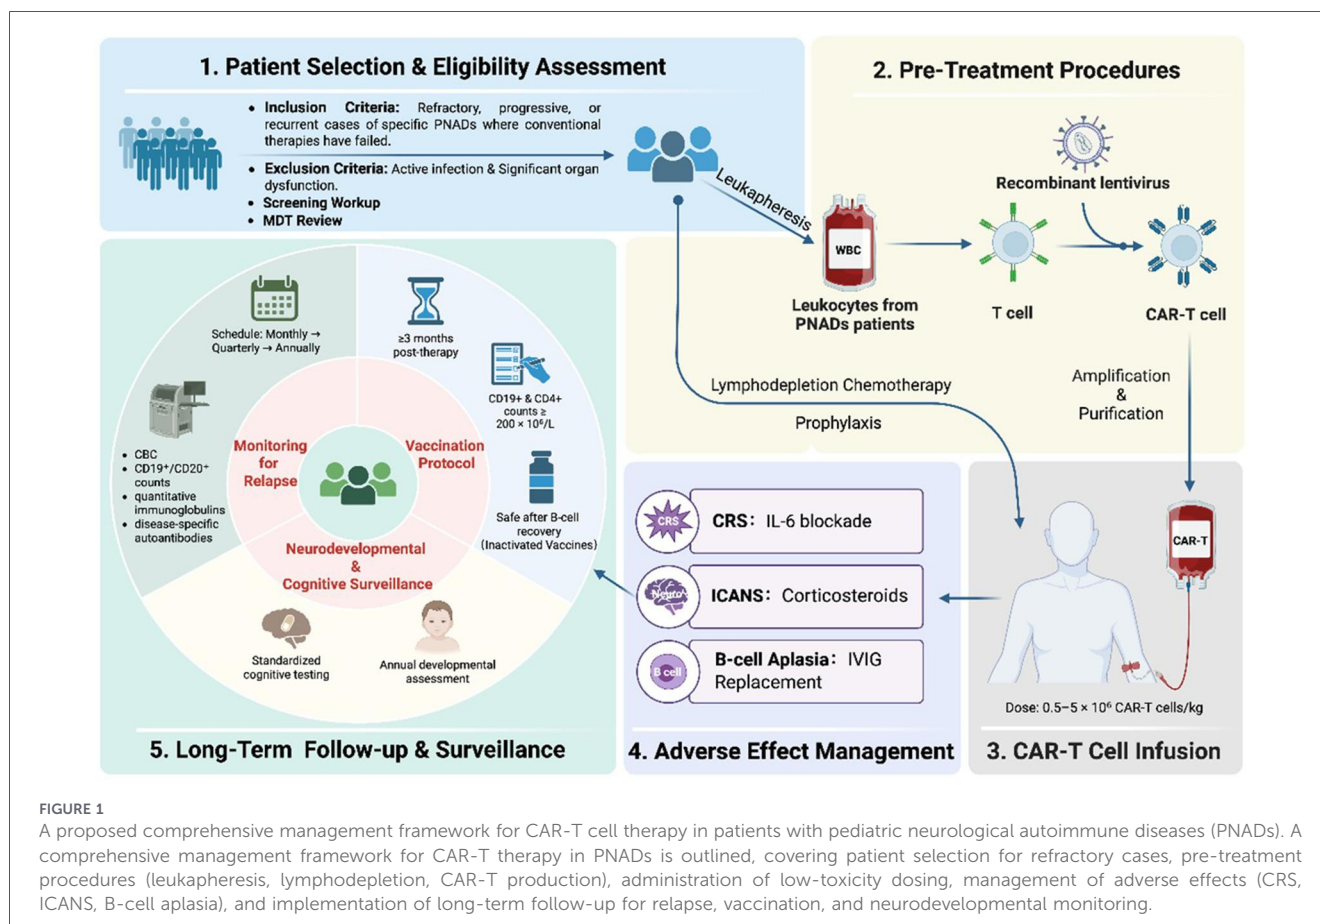 1. Patient Selection & Eligibility Assessment
• Inclusion Criteria: Refractory, progressive, or
recurrent cases of specific PNADs where conventional
therapies have failed.
• Exclusion Criteria: Active infection & Significant organ
dysfunction.
• Screening Workup
• MDT Review
Leukapheresis
2. Pre-Treatment Procedures
Recombinant lentivirus
WBC
Leukocytes from
PNADs patients
T cell
CAR-T cell
Lymphodepletion Chemotherapy
Prophylaxis
Amplification
&
Purification
CAR-T
Dose: 0.5–5 × 10⁶ CAR-T cells/kg
3. CAR-T Cell Infusion
CRS
CRS: IL-6 blockade
Neuro
ICANS: Corticosteroids
B cell
B-cell Aplasia: IVIG
Replacement
4. Adverse Effect Management
Schedule: Monthly →
Quarterly → Annually
• CBC
• CD19⁺/CD20⁺
counts
• quantitative
immunoglobulins
• disease-specific
autoantibodies
Monitoring
for
Relapse
≥3 months
post-therapy
CD19+ & CD4+
counts ≥
200 × 10⁶/L
Safe after B-cell
recovery
(Inactivated Vaccines)
Vaccination
Protocol
Neurodevelopmental
&
Cognitive Surveillance
Standardized
cognitive testing
Annual developmental
assessment
5. Long-Term Follow-up & Surveillance
FIGURE 1
A proposed comprehensive management framework for CAR-T cell therapy in patients with pediatric neurological autoimmune diseases (PNADs). A
comprehensive management framework for CAR-T therapy in PNADs is outlined, covering patient selection for refractory cases, pre-treatment
procedures (leukapheresis, lymphodepletion, CAR-T production), administration of low-toxicity dosing, management of adverse effects (CRS,
ICANS, B-cell aplasia), and implementation of long-term follow-up for relapse, vaccination, and neurodevelopmental monitoring.